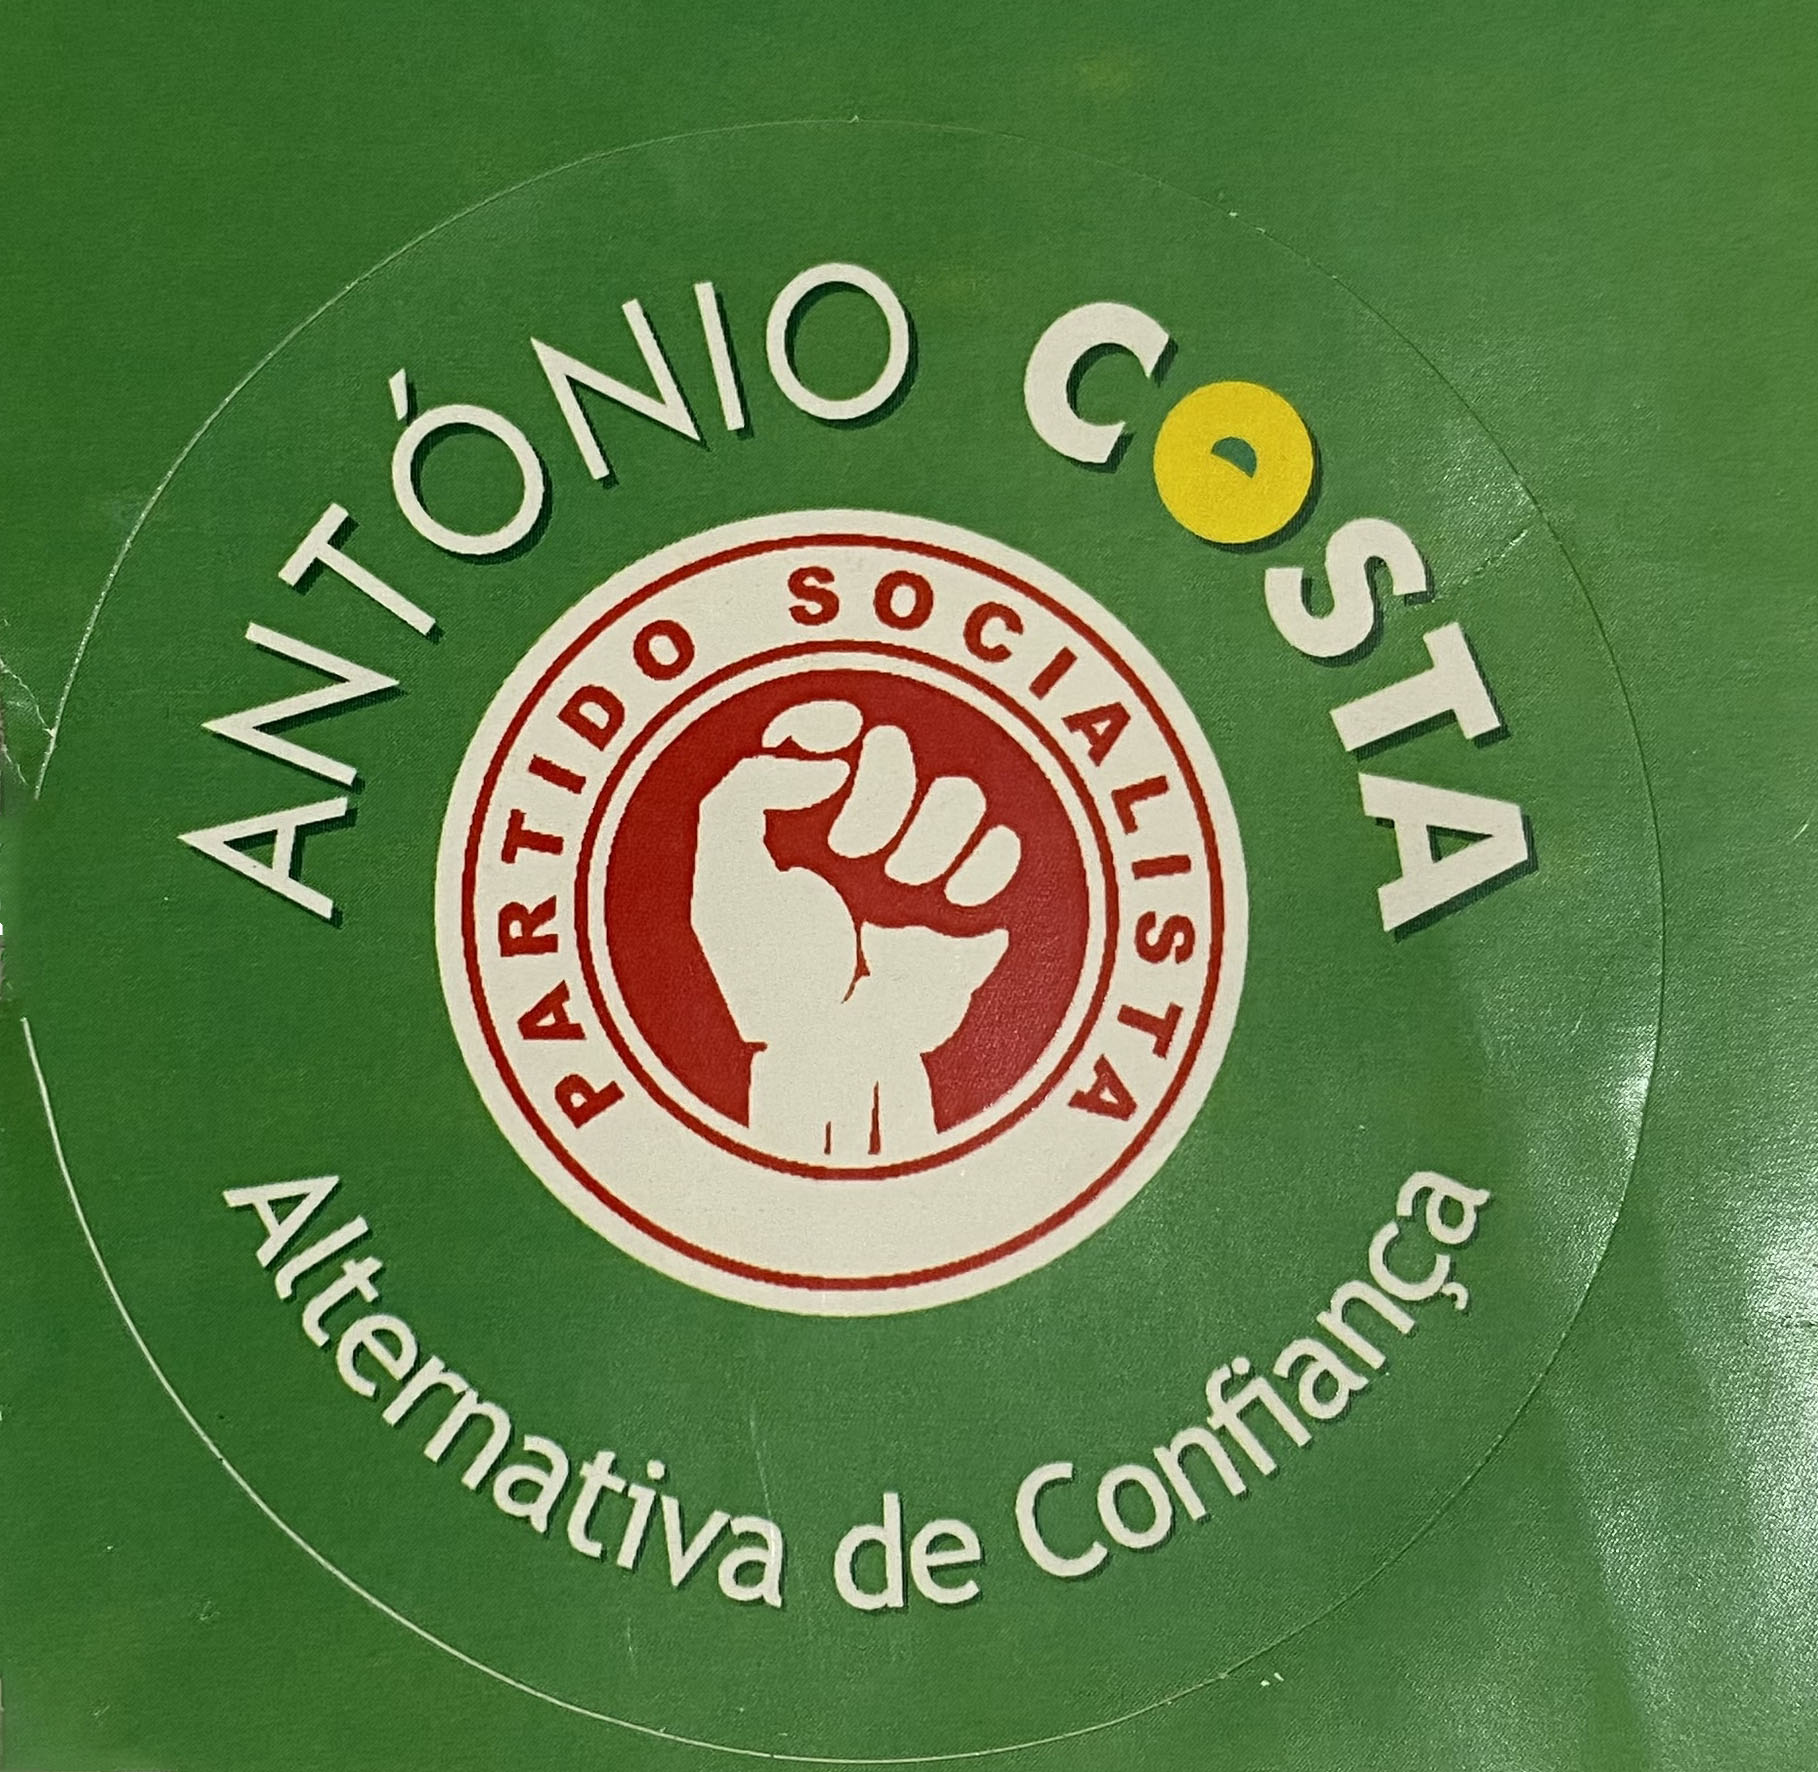 ANTÓNIO COSTA
PARTIDO SOCIALISTA
Alternativa de Confiança